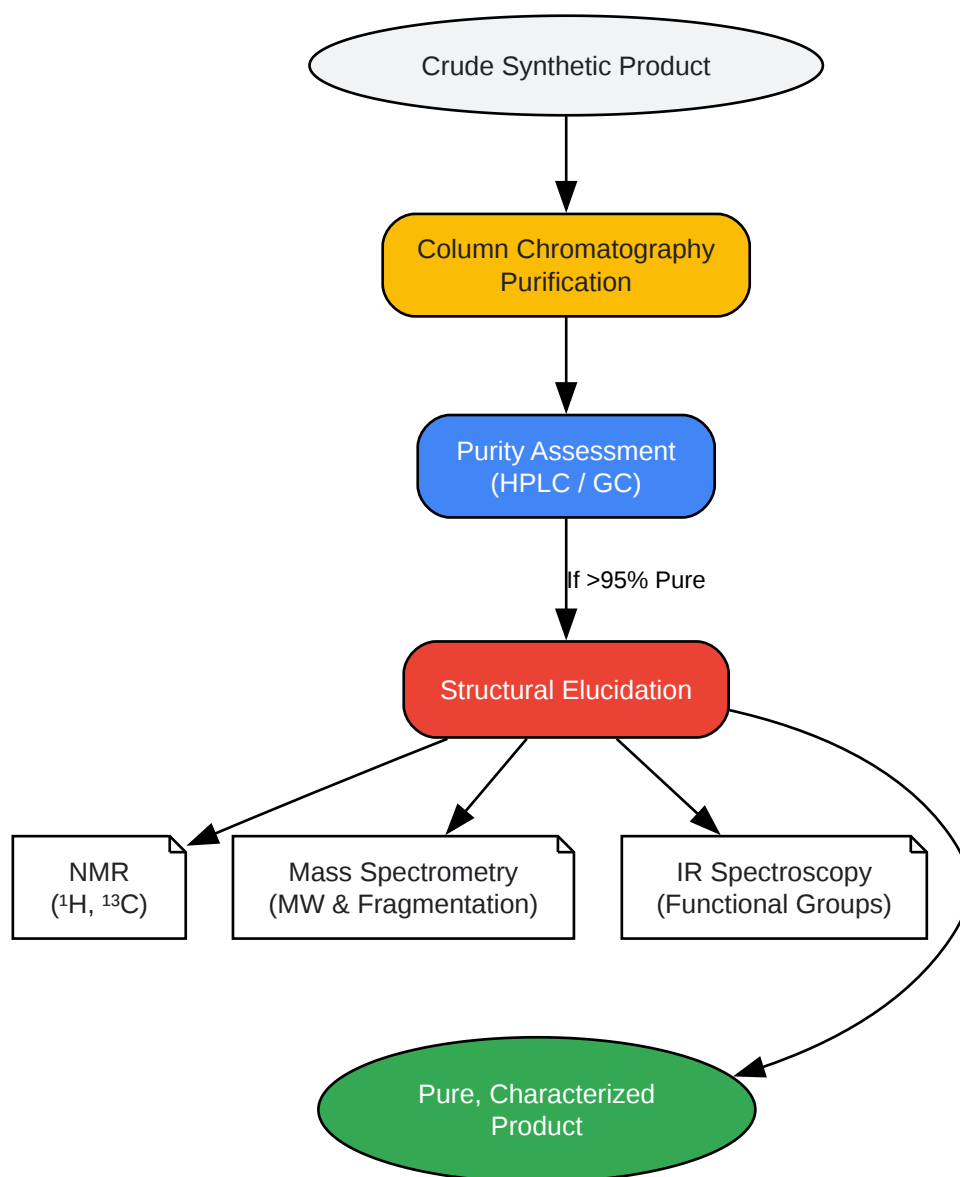 Crude Synthetic Product
Column Chromatography
Purification
Purity Assessment
(HPLC / GC)
If >95% Pure
Structural Elucidation
NMR
(¹H, ¹³C)
Mass Spectrometry
(MW & Fragmentation)
IR Spectroscopy
(Functional Groups)
Pure, Characterized
Product